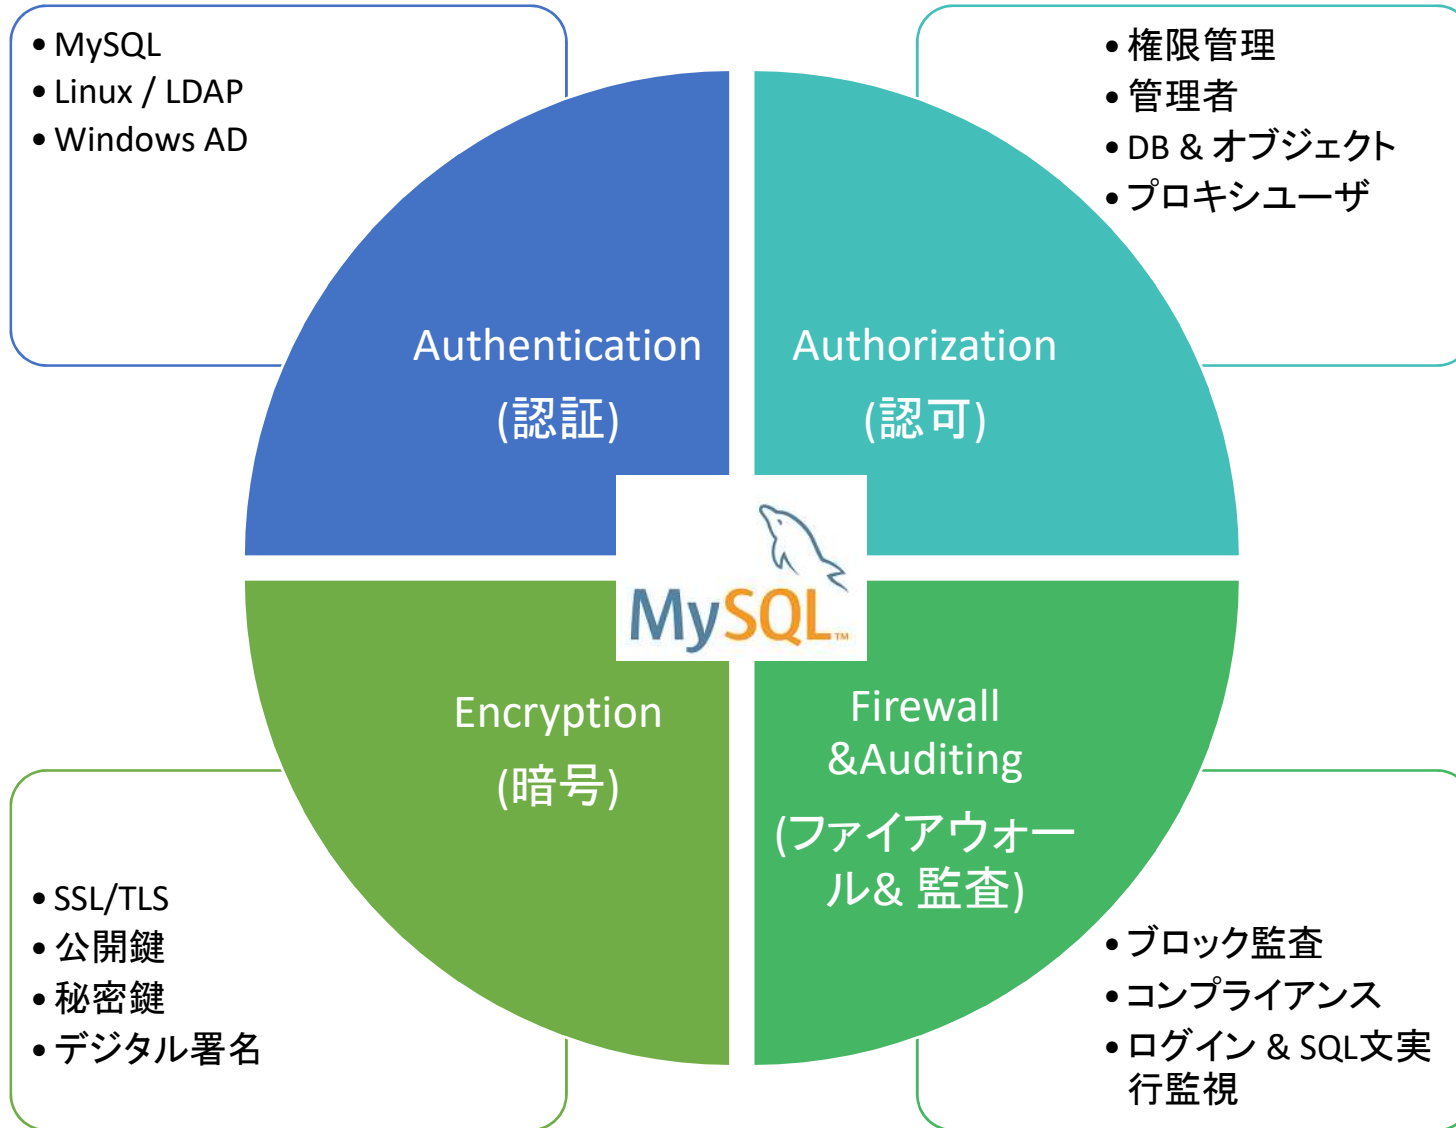 • MySQL
• Linux / LDAP
• Windows AD
• 権限管理
• 管理者
• DB & オブジェクト
• プロキシユーザ
Authentication
(認証)
Authorization
(認可)
MySQL™
Encryption
(暗号)
Firewall
&Auditing
(ファイアウォー
ル& 監査)
• SSL/TLS
• 公開鍵
• 秘密鍵
• デジタル署名
• ブロック監査
• コンプライアンス
• ログイン & SQL文実
行監視